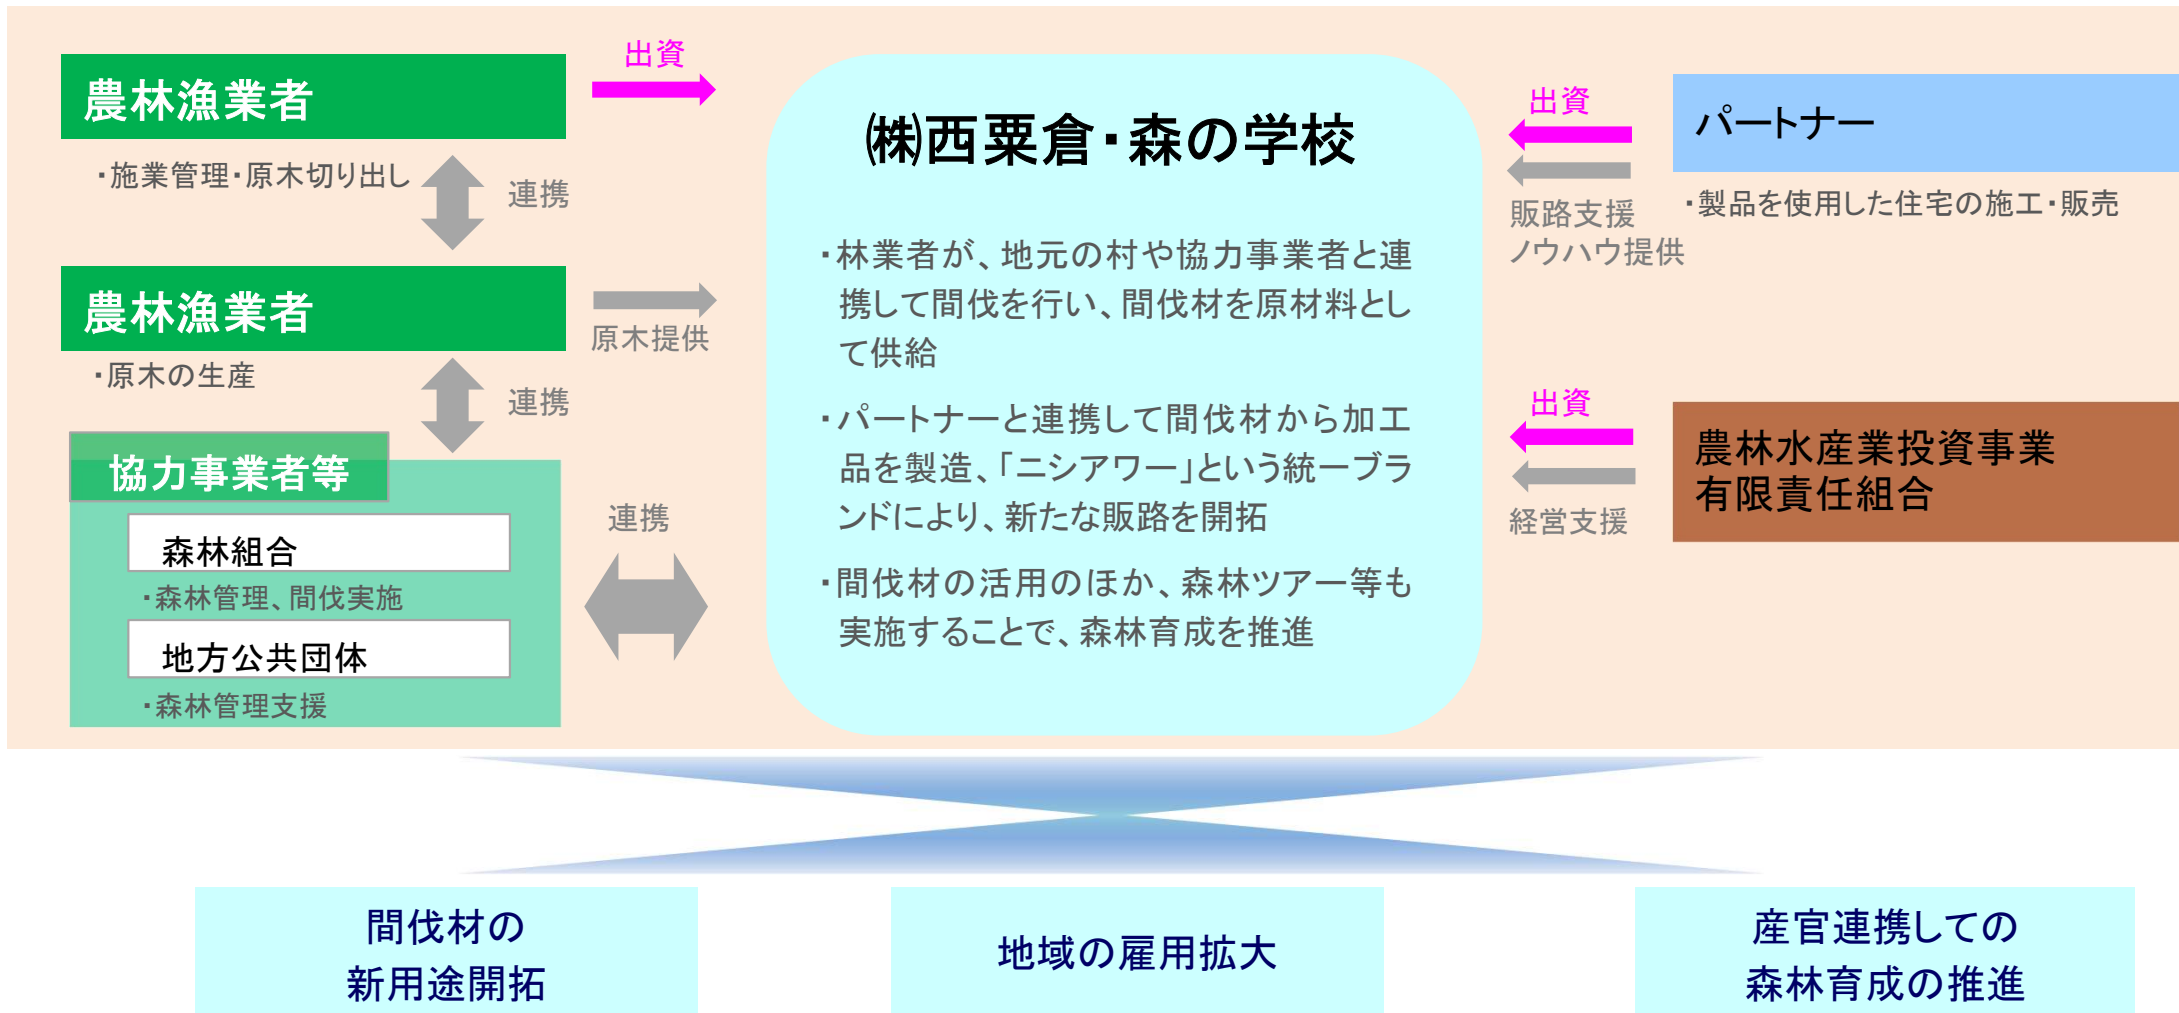 農林漁業者
・施業管理・原木切り出し
連携
農林漁業者
・原木の生産
連携
協力事業者等
森林組合
・森林管理、間伐実施
地方公共団体
・森林管理支援
出資
原木提供
連携
㈱西粟倉・森の学校
・林業者が、地元の村や協力事業者と連
携して間伐を行い、間伐材を原材料とし
て供給
・パートナーと連携して間伐材から加工
品を製造、「ニシアワー」という統一ブラ
ンドにより、新たな販路を開拓
・間伐材の活用のほか、森林ツアー等も
実施することで、森林育成を推進
出資
販路支援
ノウハウ提供
パートナー
・製品を使用した住宅の施工・販売
出資
経営支援
農林水産業投資事業
有限責任組合
間伐材の
新用途開拓
地域の雇用拡大
産官連携しての
森林育成の推進